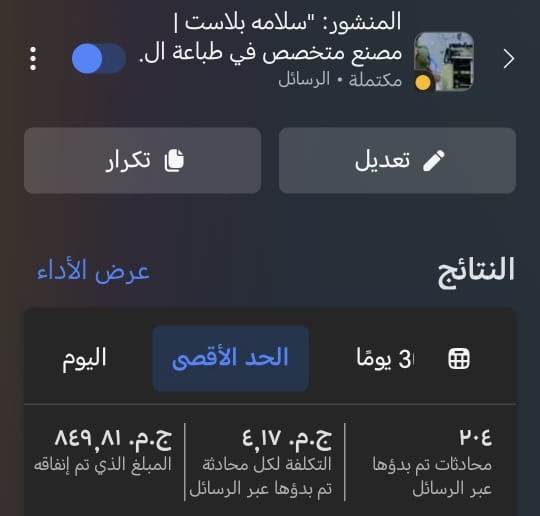 المنشور: "سلامه بلاست |
مصنع متخصص في طباعة ال.
مكتملة • الرسائل
تعديل
تكرار
النتائج
عرض الأداء
30 يومًا
الحد الأقصى
اليوم
٢٠٤
محادثات تم بدؤها
عبر الرسائل
ج.م.‏ ٤٫١٧
التكلفة لكل محادثة
تم بدؤها عبر الرسائل
ج.م.‏ ٨٤٩٫٨١
المبلغ الذي تم إنفاقه